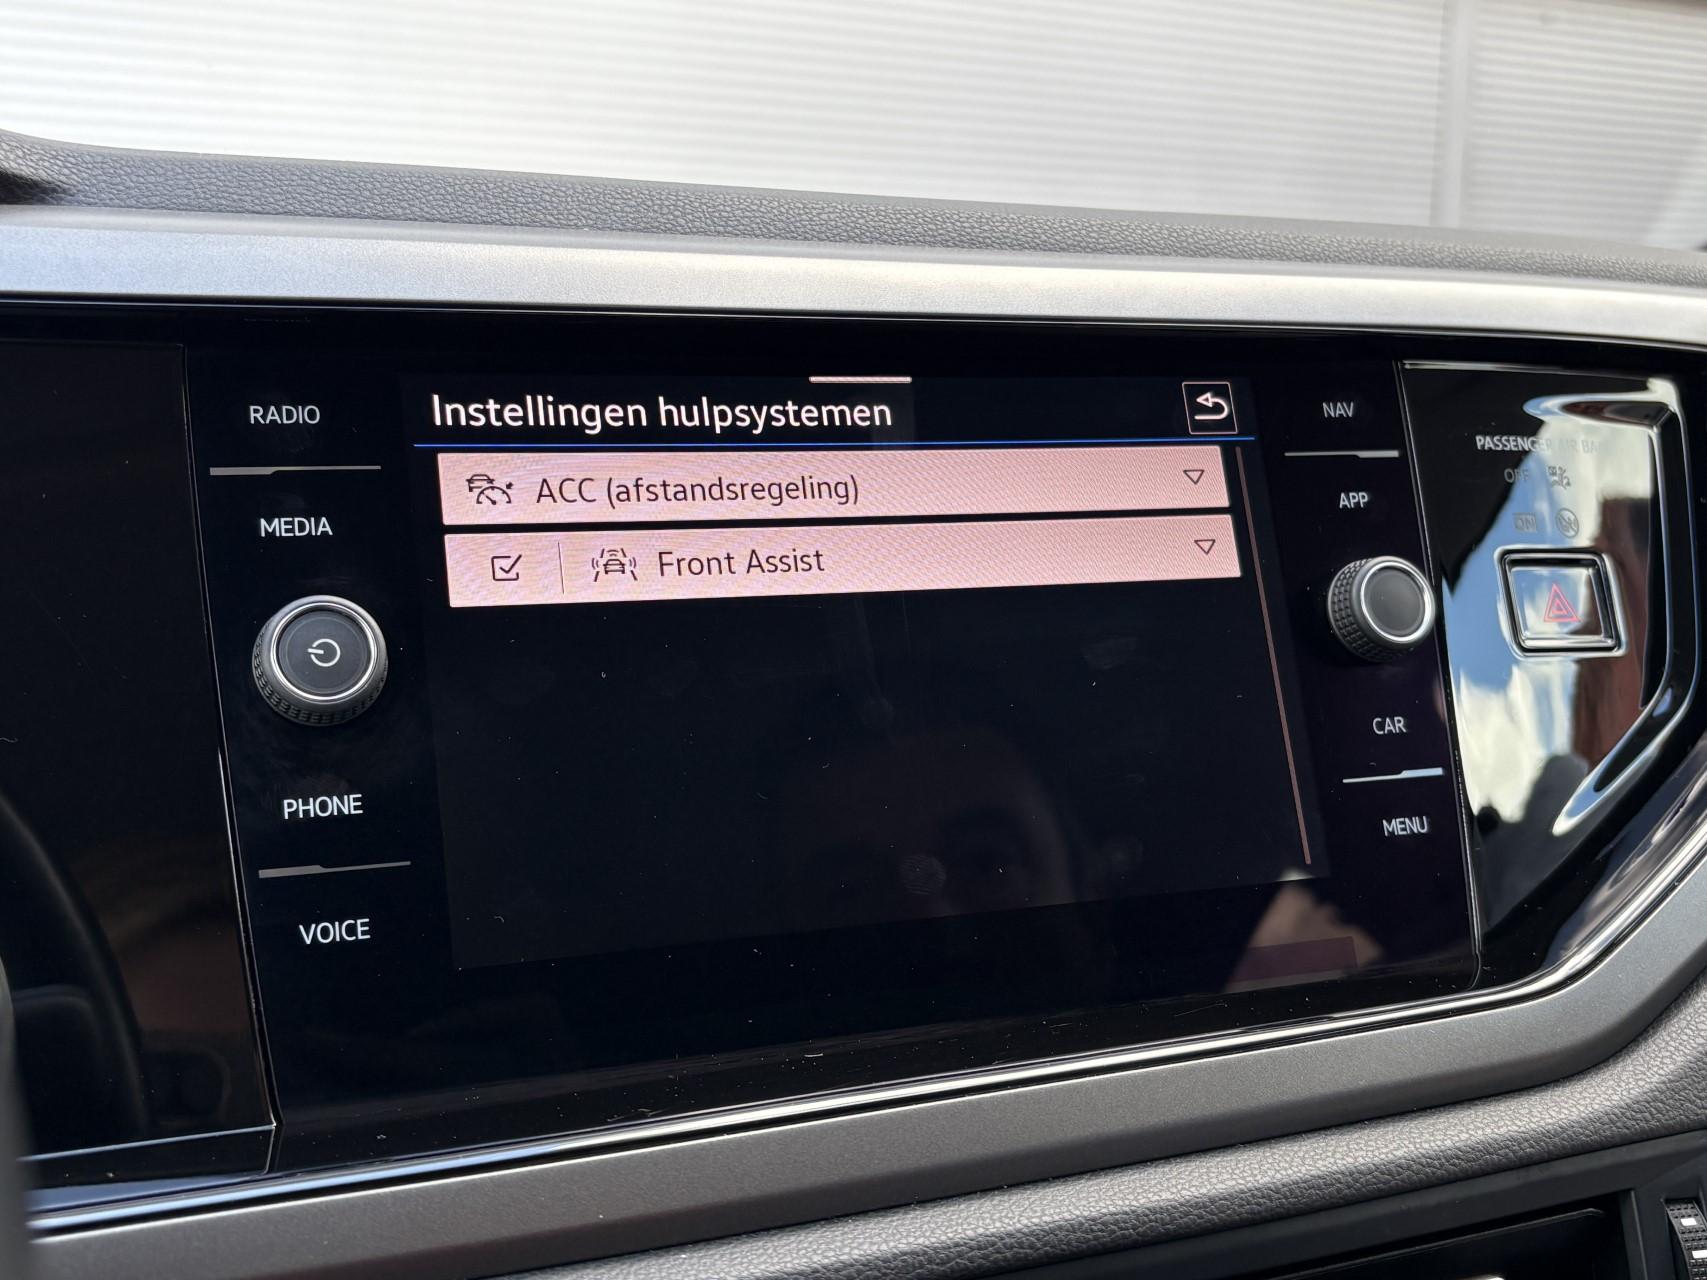 RADIO
MEDIA
PHONE
VOICE
Instellingen hulpsystemen
ACC (afstandsregeling)
Front Assist
NAV
APP
CAR
MENU
PASSENGER AIR BAG
OFF
ON